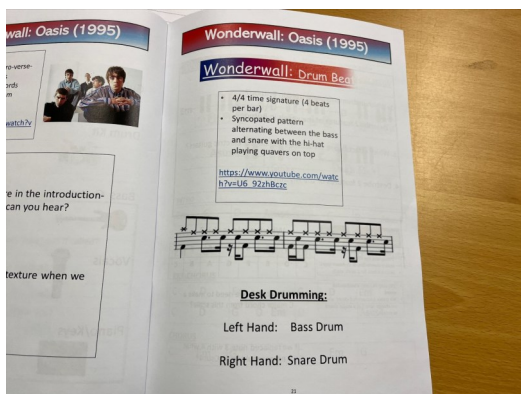 wall: Oasis (1995)
ro-verse-
s
ords
m
watch?v
re in the introduction-
can you hear?
texture when we
Wonderwall: Oasis (1995)
Wonderwall: Drum Beat
• 4/4 time signature (4 beats
per bar)
• Syncopated pattern
alternating between the bass
and snare with the hi-hat
playing quavers on top
https://www.youtube.com/watc
h?v=U6_92zhBczc
Desk Drumming:
Left Hand: Bass Drum
Right Hand: Snare Drum